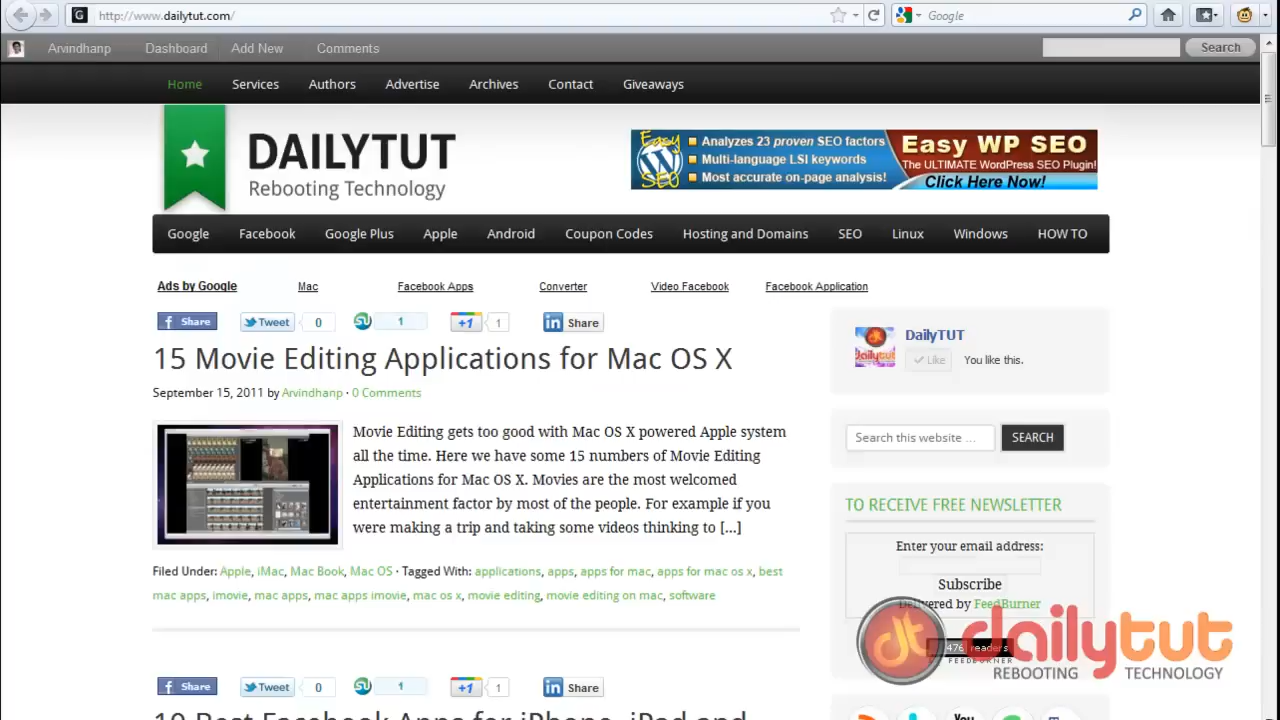 http://www.dailytut.com/
Google
Arvindhanp Dashboard Add New Comments Search
Home Services Authors Advertise Archives Contact Giveaways
DAILYTUT
Rebooting Technology
Easy WP SEO
Analyzes 23 proven SEO factors
Multi-language LSI keywords
Most accurate on-page analysis!
Easy WP SEO
The ULTIMATE WordPress SEO Plugin!
Click Here Now!
Google Facebook Google Plus Apple Android Coupon Codes Hosting and Domains SEO Linux Windows HOW TO
Ads by Google Mac Facebook Apps Converter Video Facebook Facebook Application
Share Tweet 0 1 +1 1 Share
15 Movie Editing Applications for Mac OS X
September 15, 2011 by Arvindhanp · 0 Comments
Movie Editing gets too good with Mac OS X powered Apple system
all the time. Here we have some 15 numbers of Movie Editing
Applications for Mac OS X. Movies are the most welcomed
entertainment factor by most of the people. For example if you
were making a trip and taking some videos thinking to [...]
Filed Under: Apple, iMac, Mac Book, Mac OS · Tagged With: applications, apps, apps for mac, apps for mac os x, best
mac apps, imovie, mac apps, mac apps imovie, mac os x, movie editing, movie editing on mac, software
Share Tweet 0 1 +1 1 Share
10 Best Facebook Apps for iPhone, iPad and
DailyTUT
Like You like this.
Search this website ... SEARCH
TO RECEIVE FREE NEWSLETTER
Enter your email address:
Subscribe
Delivered by FeedBurner
476 readers
FEEDBURNER
dt dailytut
REBOOTING TECHNOLOGY
You